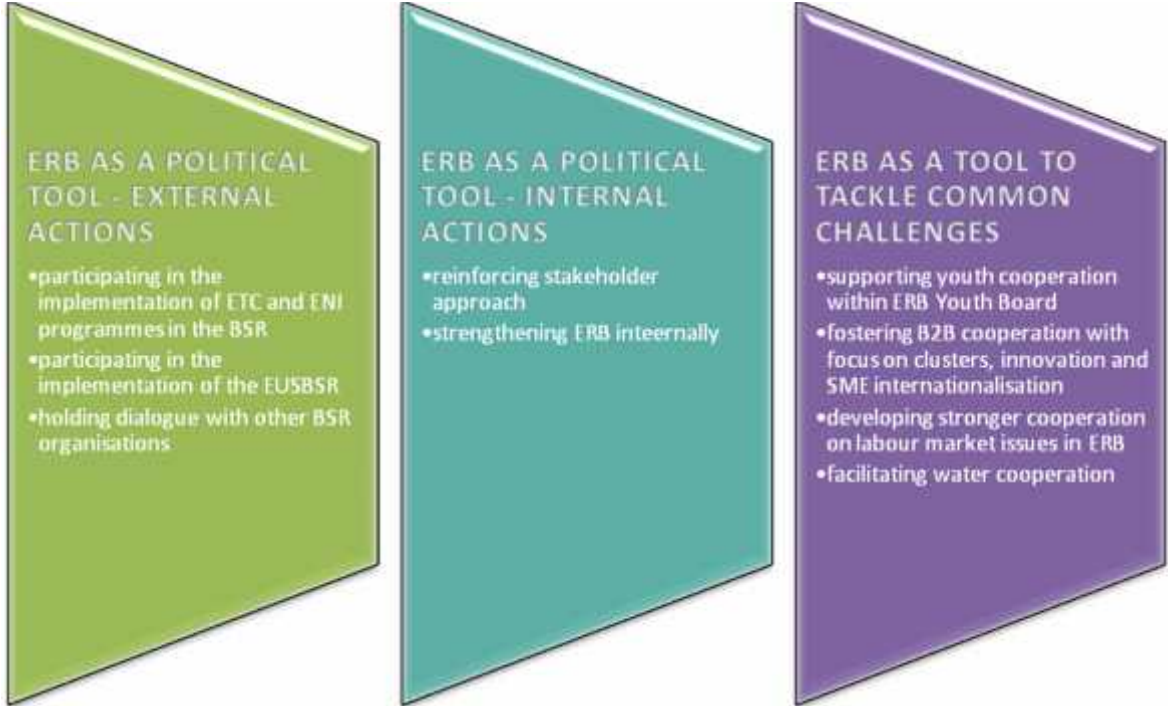 ERB AS A POLITICAL
TOOL - EXTERNAL
ACTIONS
•participating in the
implementation of ETC and ENI
programmes in the BSR
•participating in the
implementation of the EUSBSR
•holding dialogue with other BSR
organisations
ERB AS A POLITICAL
TOOL - INTERNAL
ACTIONS
•reinforcing stakeholder
approach
•strengthening ERB inteernally
ERB AS A TOOL TO
TACKLE COMMON
CHALLENGES
•supporting youth cooperation
within ERB Youth Board
•fostering B2B cooperation with
focus on clusters, innovation and
SME internationalisation
•developing stronger cooperation
on labour market issues in ERB
•facilitating water cooperation